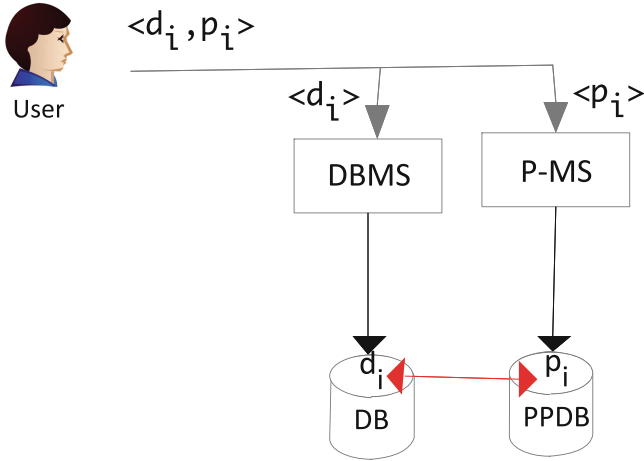 <d_i,p_i>
User
<d_i>
<p_i>
DBMS
P-MS
d_i
p_i
DB
PPDB